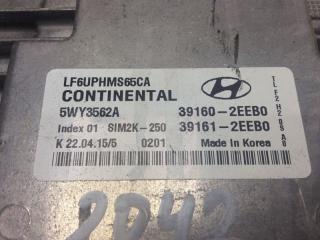 LF6UPHMS65CA
CONTINENTAL
5WY3562A 39160-2EEB0
Index 01 SIM2K-250 39161-2EEB0
K 22.04.15/5 0201 Made in Korea